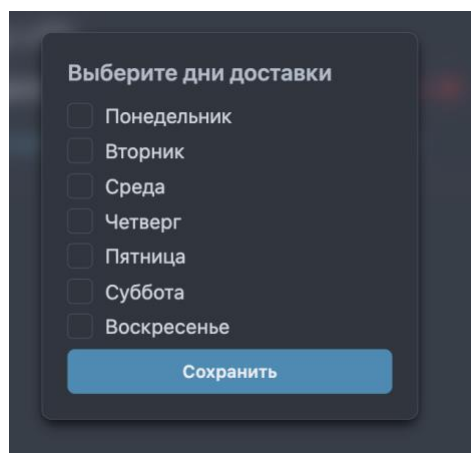 Выберите дни доставки
Понедельник
Вторник
Среда
Четверг
Пятница
Суббота
Воскресенье
Сохранить